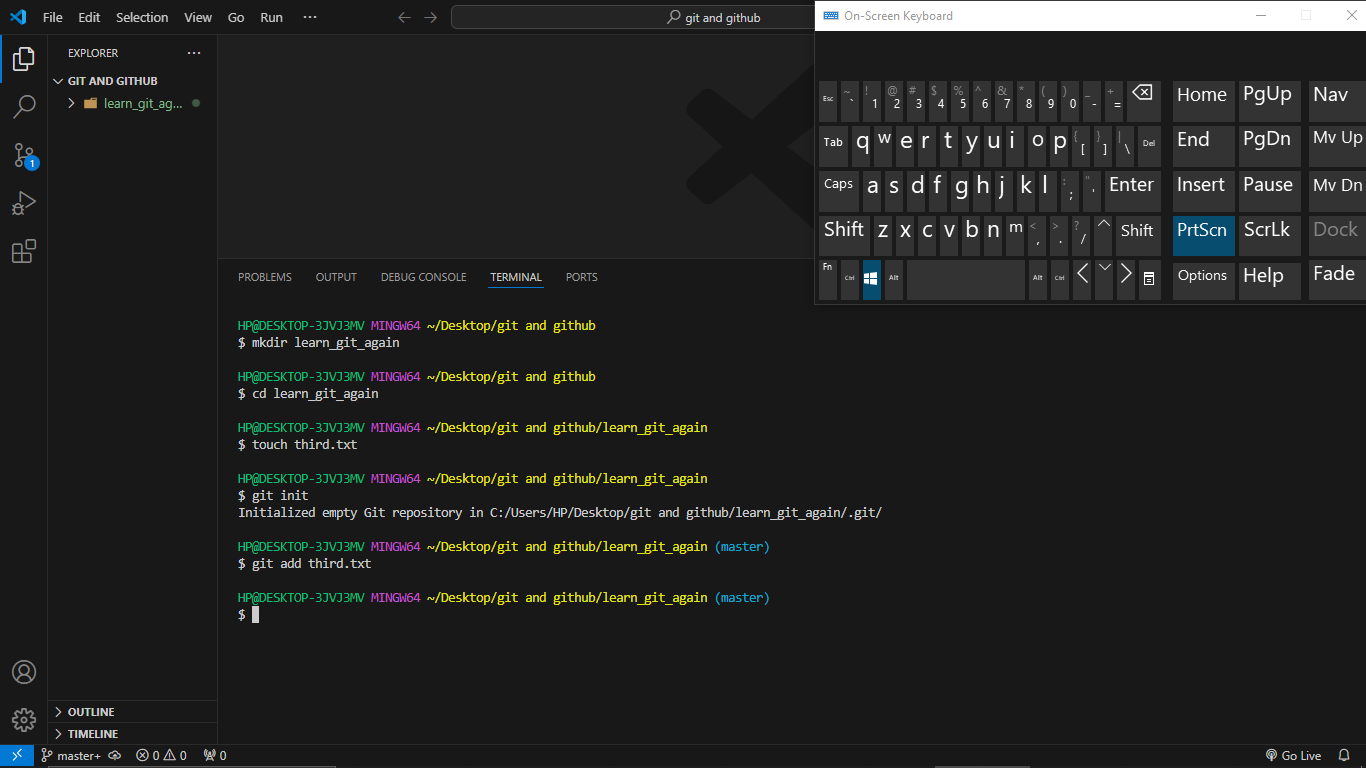 File Edit Selection View Go Run ···
git and github
On-Screen Keyboard
EXPLORER ···
GIT AND GITHUB
learn_git_ag...
1
PROBLEMS OUTPUT DEBUG CONSOLE TERMINAL PORTS
HP@DESKTOP-3JVJ3MV MINGW64 ~/Desktop/git and github
$ mkdir learn_git_again
HP@DESKTOP-3JVJ3MV MINGW64 ~/Desktop/git and github
$ cd learn_git_again
HP@DESKTOP-3JVJ3MV MINGW64 ~/Desktop/git and github/learn_git_again
$ touch third.txt
HP@DESKTOP-3JVJ3MV MINGW64 ~/Desktop/git and github/learn_git_again
$ git init
Initialized empty Git repository in C:/Users/HP/Desktop/git and github/learn_git_again/.git/
HP@DESKTOP-3JVJ3MV MINGW64 ~/Desktop/git and github/learn_git_again (master)
$ git add third.txt
HP@DESKTOP-3JVJ3MV MINGW64 ~/Desktop/git and github/learn_git_again (master)
$
Esc ~ ` ! 1 @ 2 # 3 $ 4 % 5 ^ 6 & 7 * 8 ( 9 ) 0 _ - + = Home PgUp Nav
Tab q w e r t y u i o p { [ } ] | \ Del End PgDn Mv Up
Caps a s d f g h j k l : ; " ' Enter Insert Pause Mv Dn
Shift z x c v b n m < , > . ? / Shift PrtScn ScrLk Dock
Fn Ctrl Alt Alt Ctrl Options Help Fade
OUTLINE
TIMELINE
master+ 0 0 0 Go Live